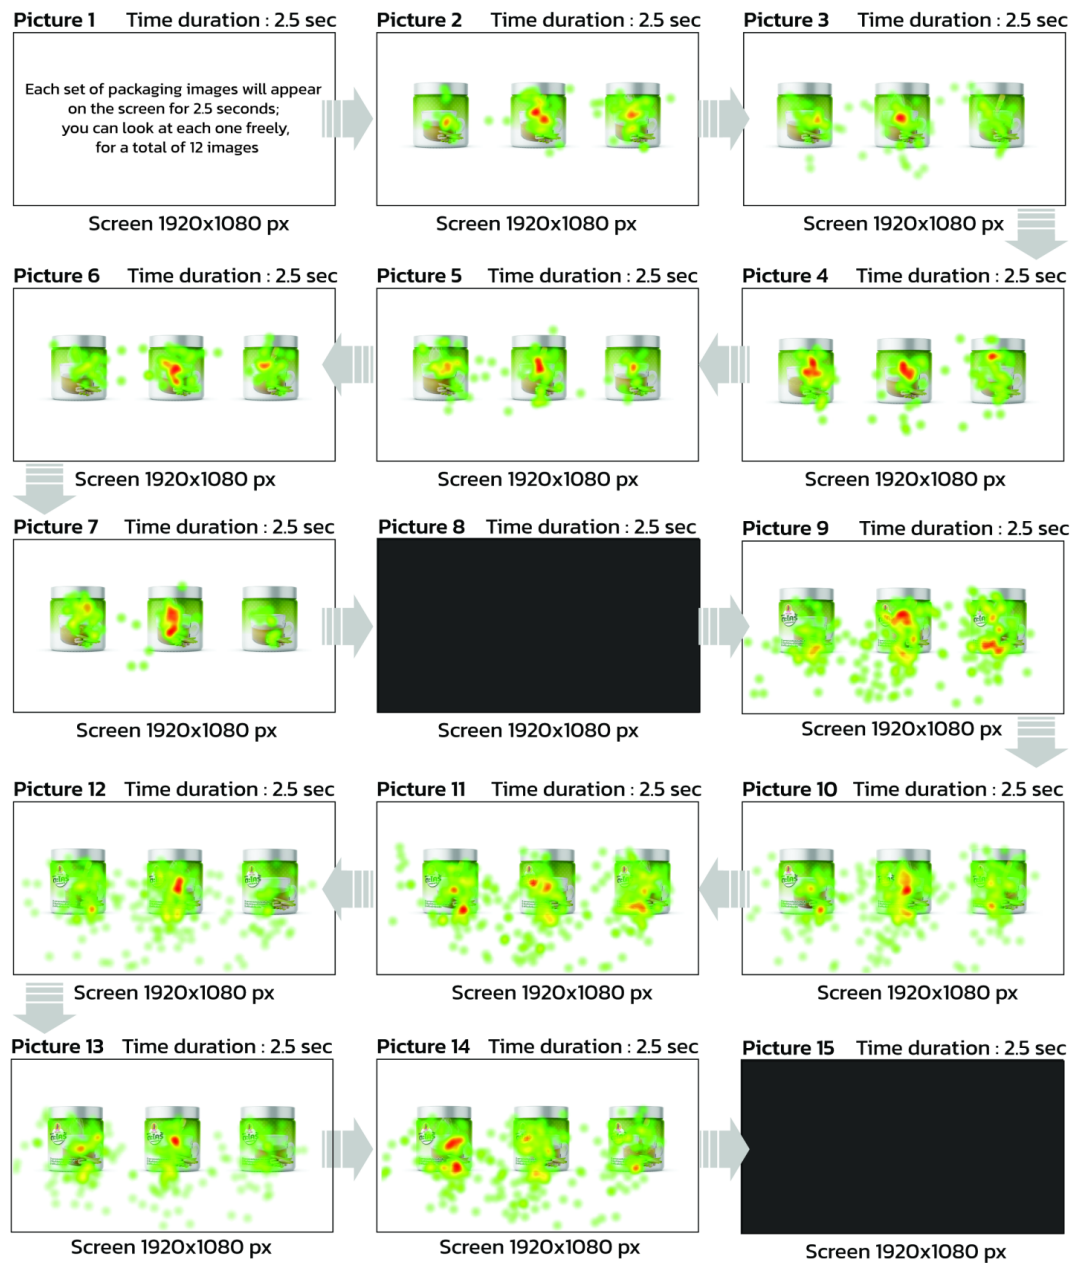 Picture 1 Time duration : 2.5 sec
Each set of packaging images will appear
on the screen for 2.5 seconds;
you can look at each one freely,
for a total of 12 images
Screen 1920x1080 px
Picture 2 Time duration : 2.5 sec
Screen 1920x1080 px
Picture 3 Time duration : 2.5 sec
Screen 1920x1080 px
Picture 4 Time duration : 2.5 sec
Screen 1920x1080 px
Picture 5 Time duration : 2.5 sec
Screen 1920x1080 px
Picture 6 Time duration : 2.5 sec
Screen 1920x1080 px
Picture 7 Time duration : 2.5 sec
Screen 1920x1080 px
Picture 8 Time duration : 2.5 sec
Screen 1920x1080 px
Picture 9 Time duration : 2.5 sec
Screen 1920x1080 px
Picture 10 Time duration : 2.5 sec
Screen 1920x1080 px
Picture 11 Time duration : 2.5 sec
Screen 1920x1080 px
Picture 12 Time duration : 2.5 sec
Screen 1920x1080 px
Picture 13 Time duration : 2.5 sec
Screen 1920x1080 px
Picture 14 Time duration : 2.5 sec
Screen 1920x1080 px
Picture 15 Time duration : 2.5 sec
Screen 1920x1080 px